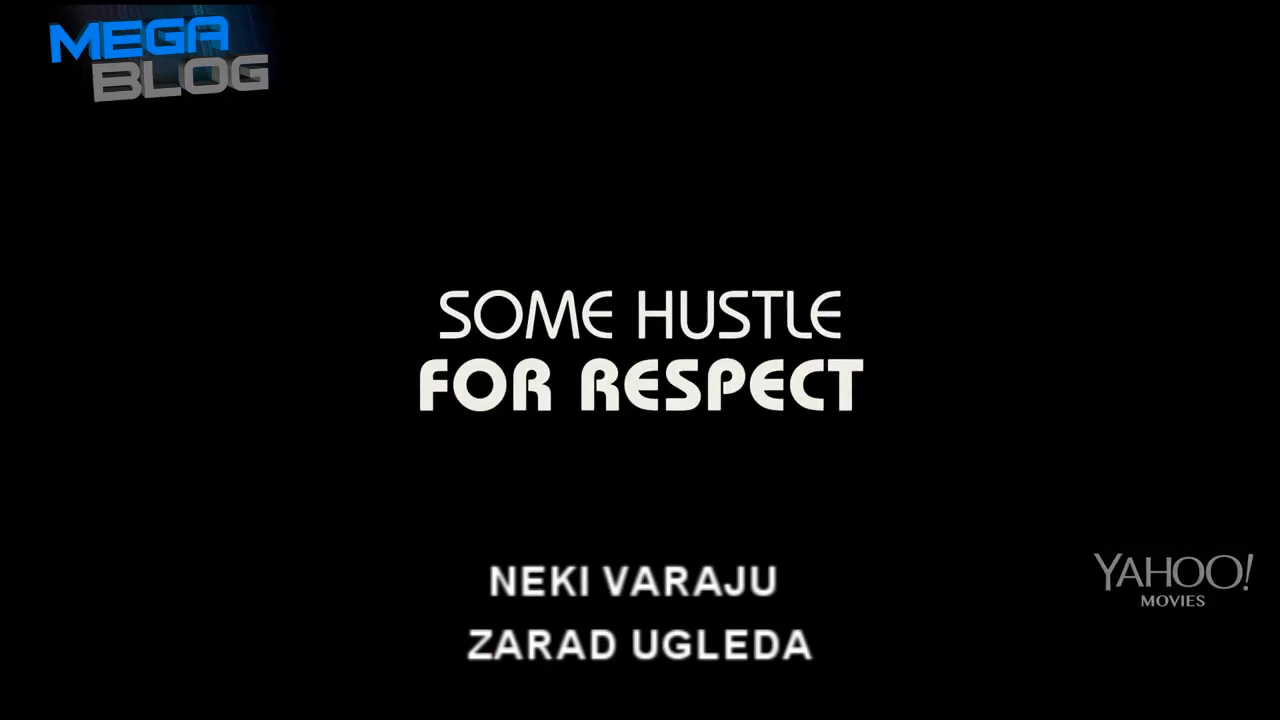 MEGA
BLOG
SOME HUSTLE
FOR RESPECT
YAHOO!
MOVIES
NEKI VARAJU
ZARAD UGLEDA